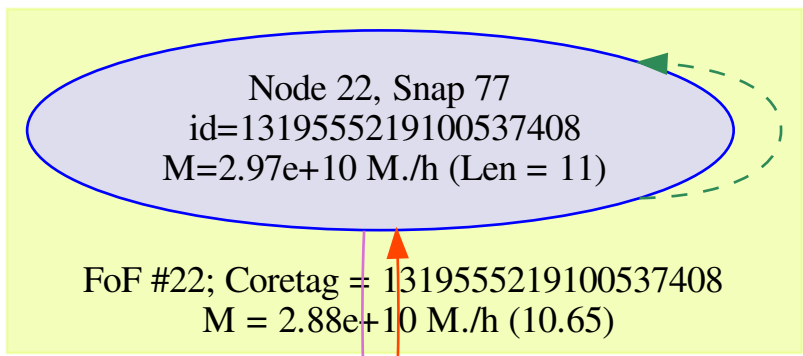 Node 22, Snap 77
id=1319555219100537408
M=2.97e+10 M./h (Len = 11)
FoF #22; Coretag = 1319555219100537408
M = 2.88e+10 M./h (10.65)